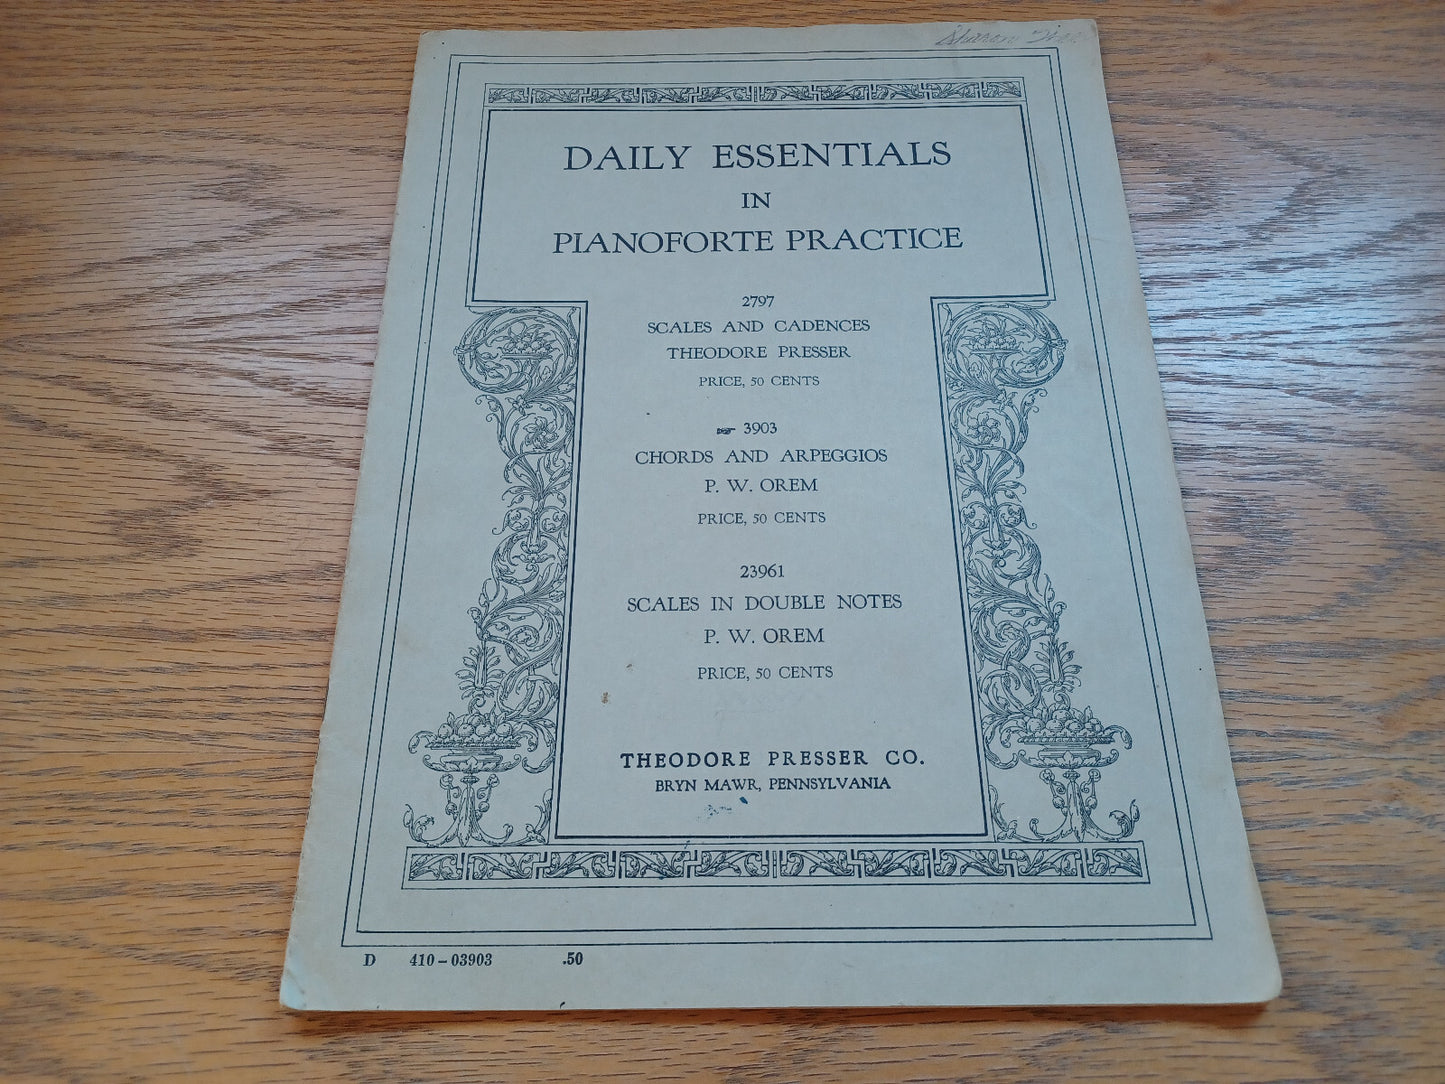 Sharon
DAILY ESSENTIALS
IN
PIANOFORTE PRACTICE
2797
SCALES AND CADENCES
THEODORE PRESSER
PRICE, 50 CENTS
☛ 3903
CHORDS AND ARPEGGIOS
P. W. OREM
PRICE, 50 CENTS
23961
SCALES IN DOUBLE NOTES
P. W. OREM
PRICE, 50 CENTS
THEODORE PRESSER CO.
BRYN MAWR, PENNSYLVANIA
D 410-03903 .50